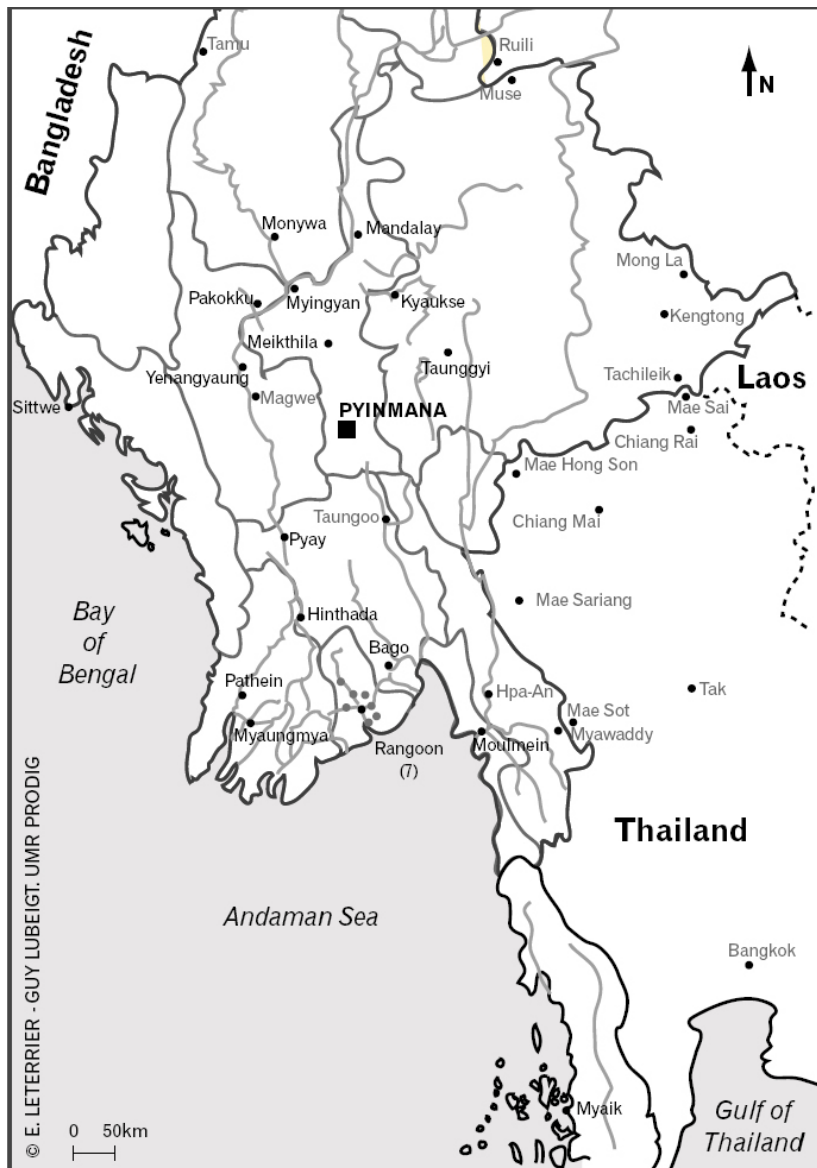 Bangladesh
Tamu
Ruili
Muse
N
Monywa
Mandalay
Mong La
Pakokku
Myingyan
Kyaukse
Kengtong
Meikthila
Yenangyaung
Taunggyi
Tachileik
Laos
Magwe
Mae Sai
Sittwe
PYINMANA
Chiang Rai
Mae Hong Son
Taungoo
Chiang Mai
Pyay
Bay
of
Bengal
Mae Sariang
Hinthada
Bago
Pathein
Hpa-An
Tak
Mae Sot
Myaungmya
Myawaddy
Rangoon
(7)
Moulmein
Thailand
Andaman Sea
Bangkok
Myaik
Gulf of
Thailand
0 50km
© E. LETERRIER - GUY LUBEIGT. UMR PRODIG